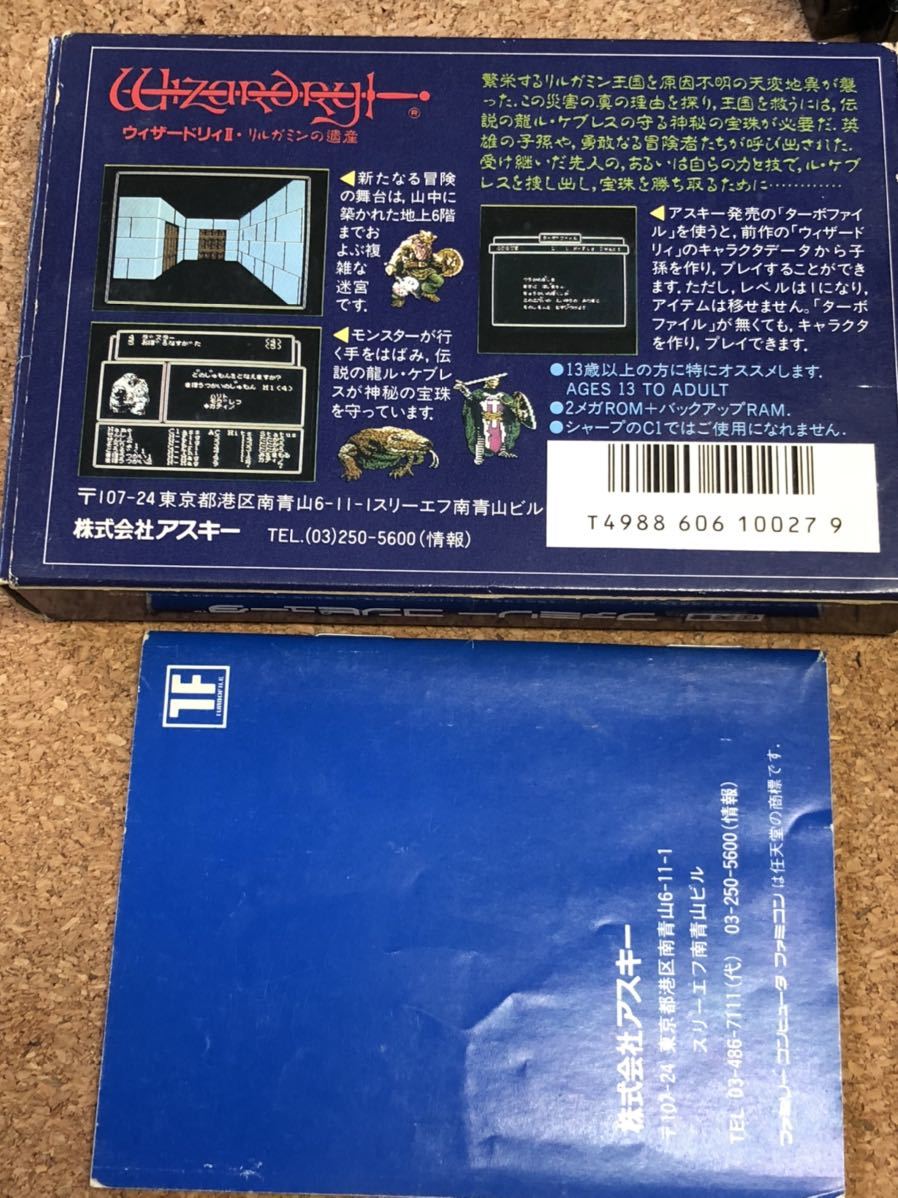 Wizardry
®
ウィザードリィII・リルガミンの遺産
繁栄するリルガミン王国を原因不明の天変地異が襲
った。この災害の真の理由を探り、王国を救うには、伝
説の龍ル・ケブレスの守る神秘の宝珠が必要だ。英
雄の子孫や、勇敢なる冒険者たちが呼び出された。
受け継いだ先人の、あるいは自らの力と技で、ル・ケブ
レスを捜し出し、宝珠を勝ち取るために…………
◀新たなる冒険
の舞台は、山中に
築かれた地上6階
までお
よぶ複
雑な
迷宮
です。
◀アスキー発売の「ターボファイ
ル」を使うと、前作の「ウィザード
リィ」のキャラクタデータから子
孫を作り、プレイすることができ
ます。ただし、レベルは1になり、
アイテムは移せません。「ターボ
ファイル」が無くても、キャラクタ
を作り、プレイできます。
ターボファイル
◀モンスターが行
く手をはばみ、伝
説の龍ル・ケブレ
スが神秘の宝珠
を守っています。
どのじゅもんをとなえますか?
●13歳以上の方に特にオススメします。
AGES 13 TO ADULT
●2メガROM+バックアップRAM.
●シャープのC1ではご使用になれません.
〒107-24 東京都港区南青山6-11-1スリーエフ南青山ビル
株式会社アスキー TEL.(03)250-5600(情報)
T4988 606 10027 9
TF
TURBOFILE
株式会社アスキー
〒107-24 東京都港区南青山6-11-1
スリーエフ南青山ビル
TEL 03-486-7111(代) 03-250-5600(情報)
ファミリーコンピュータ ファミコン は任天堂の商標です。